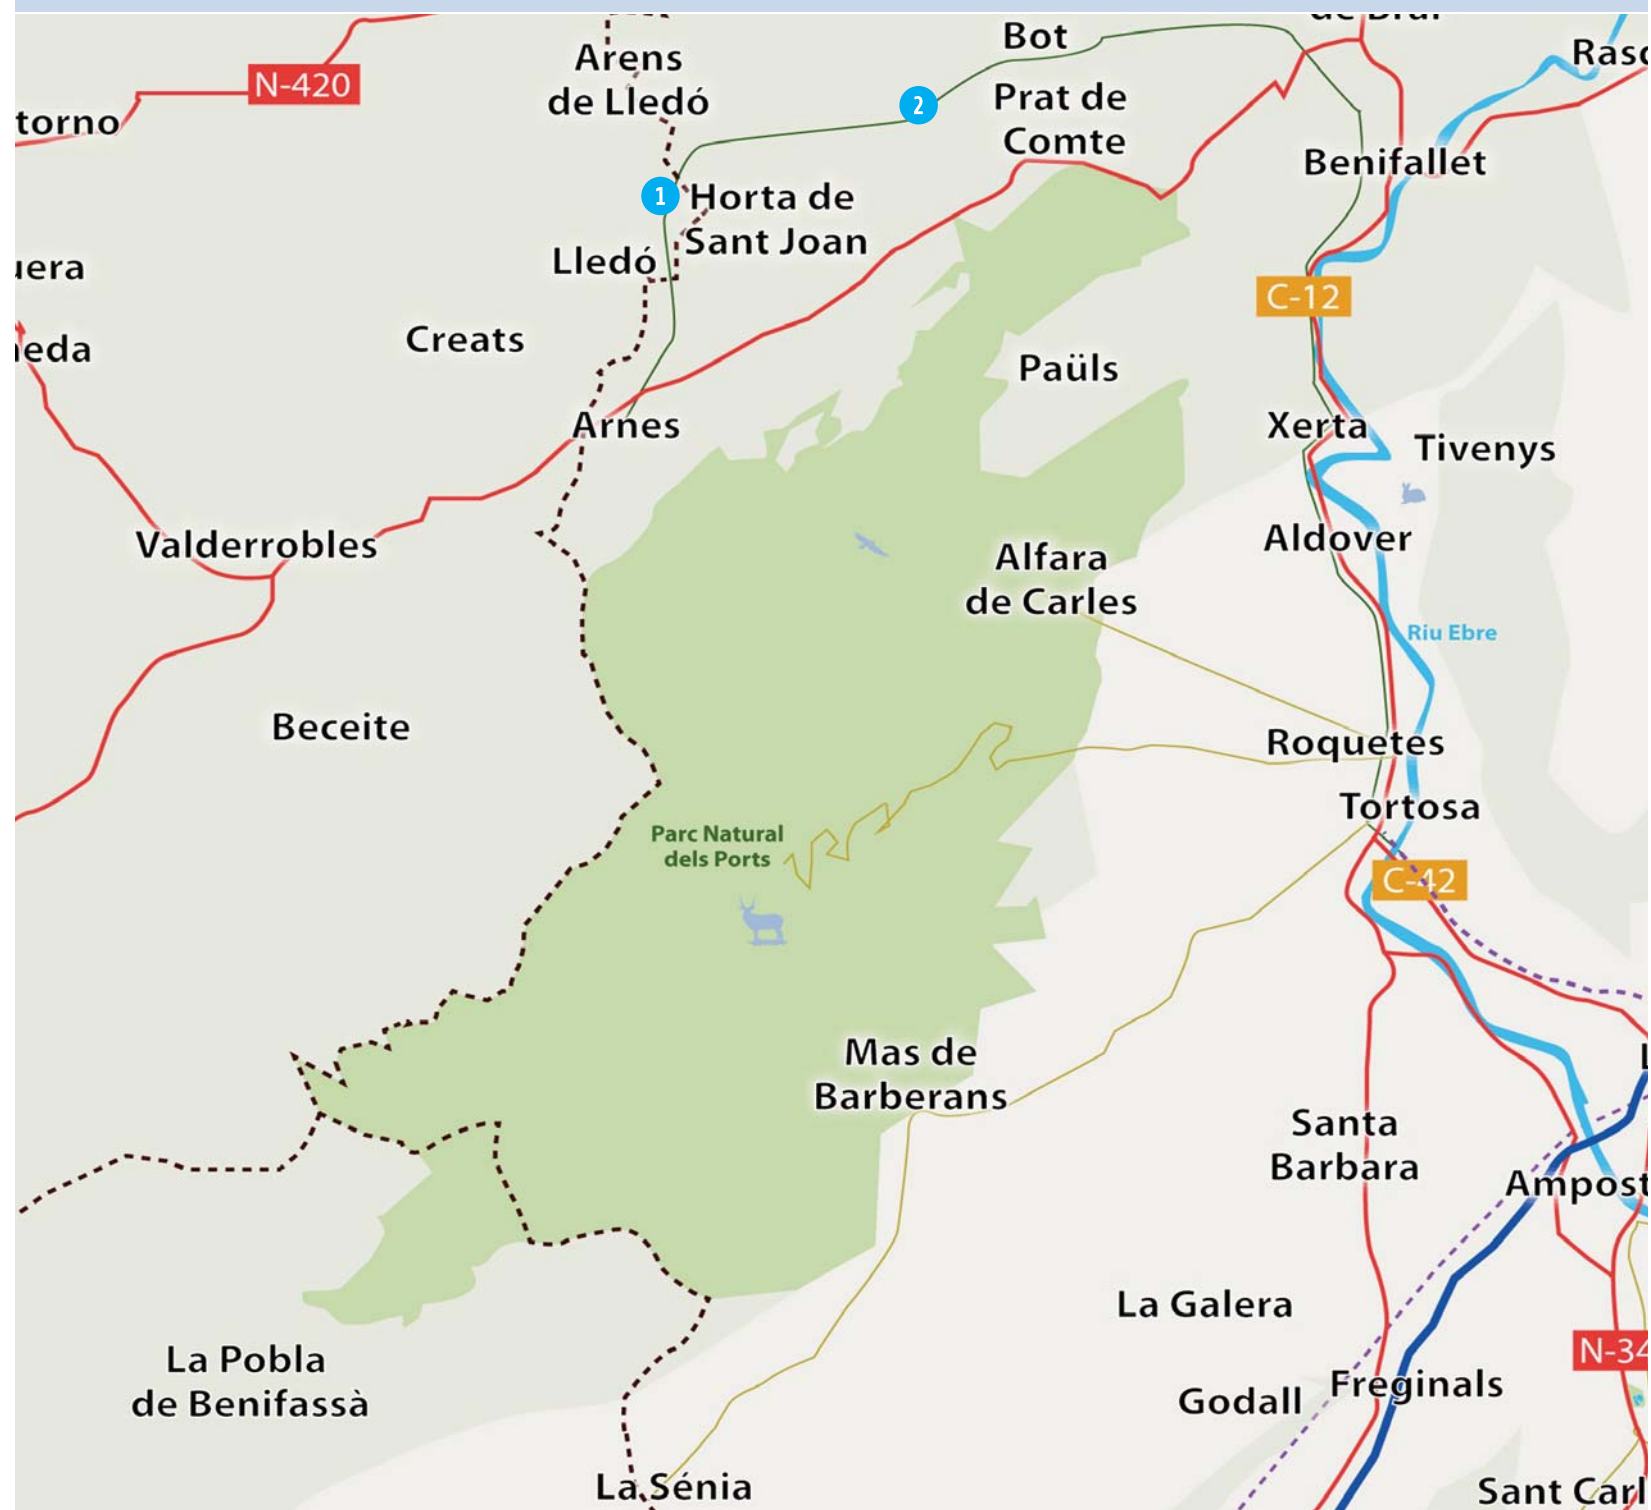 Bot
Arens
de Lledó
N-420
Prat de
Comte
2
torno
Benifallet
1
Horta de
Sant Joan
Lledó
C-12
Creats
Paüls
Arnes
Xerta
Tivenys
Valderrobles
Aldover
Alfara
de Carles
Riu Ebre
Beceite
Roquetes
Tortosa
Parc Natural
dels Ports
C-42
Mas de
Barberans
Santa
Barbara
Ampost
La Galera
La Pobla
de Benifassà
N-34
Godall
Freginals
La Sénia
Sant Carl